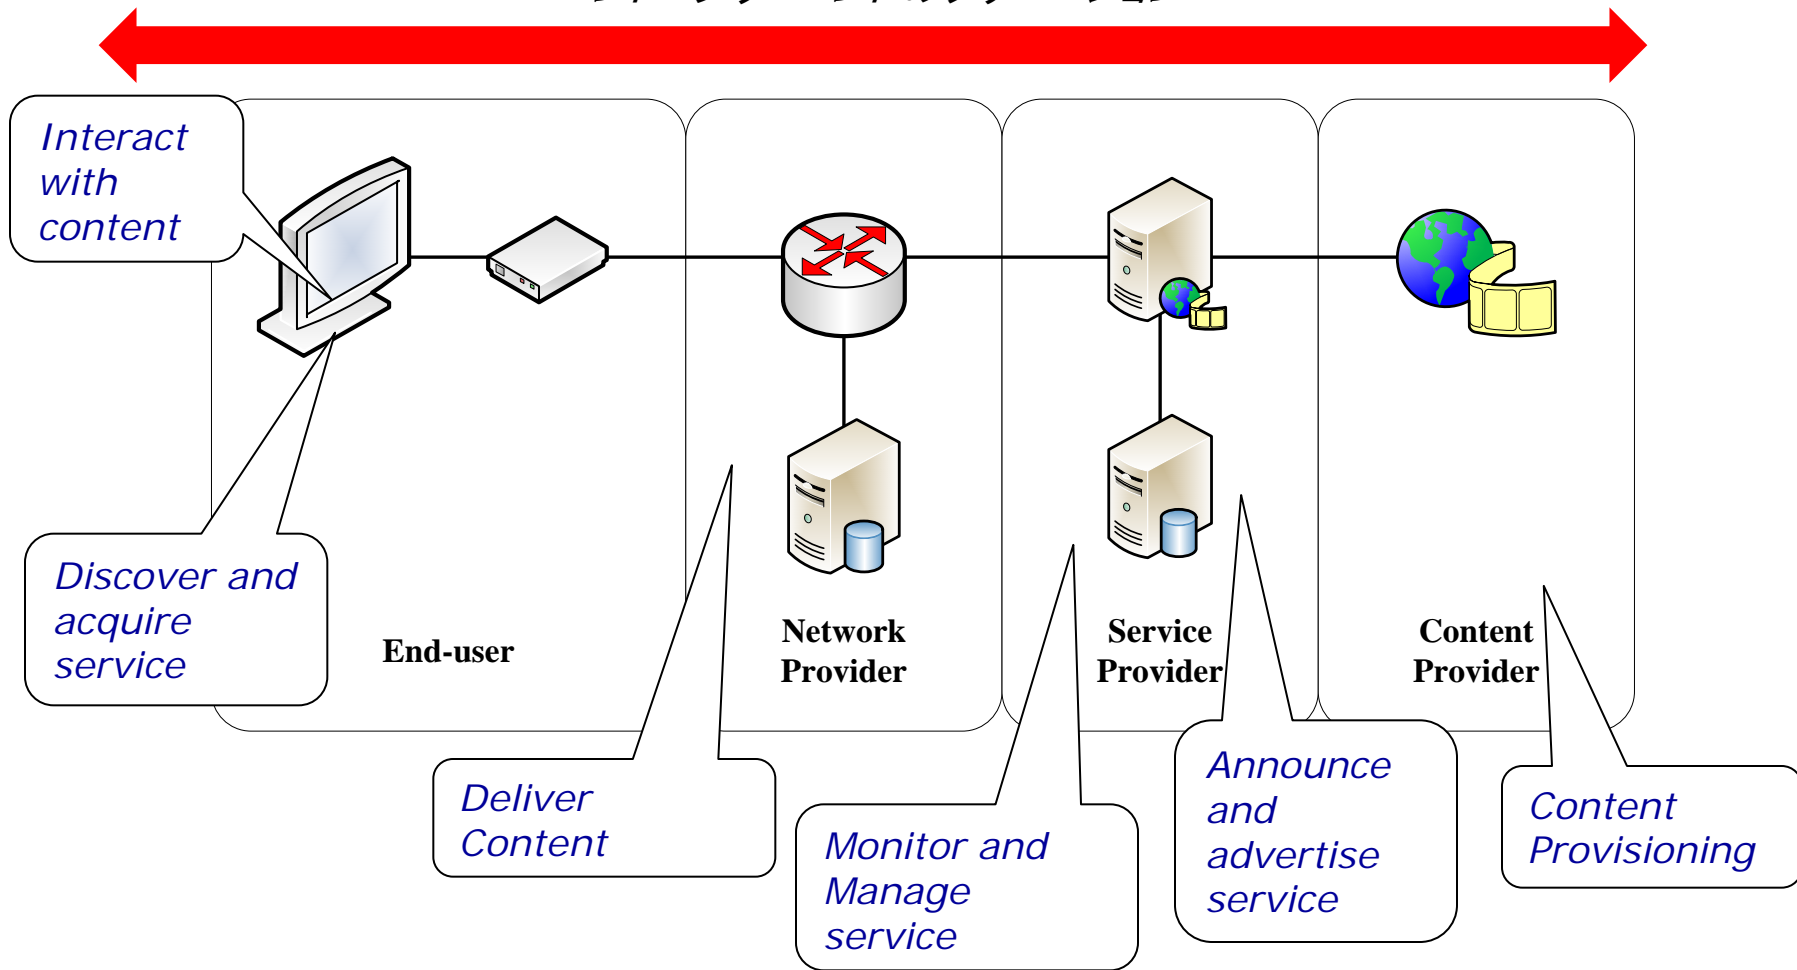 Interact
with
content
Discover and
acquire
service
End-user
Network
Provider
Service
Provider
Content
Provider
Deliver
Content
Monitor and
Manage
service
Announce
and
advertise
service
Content
Provisioning